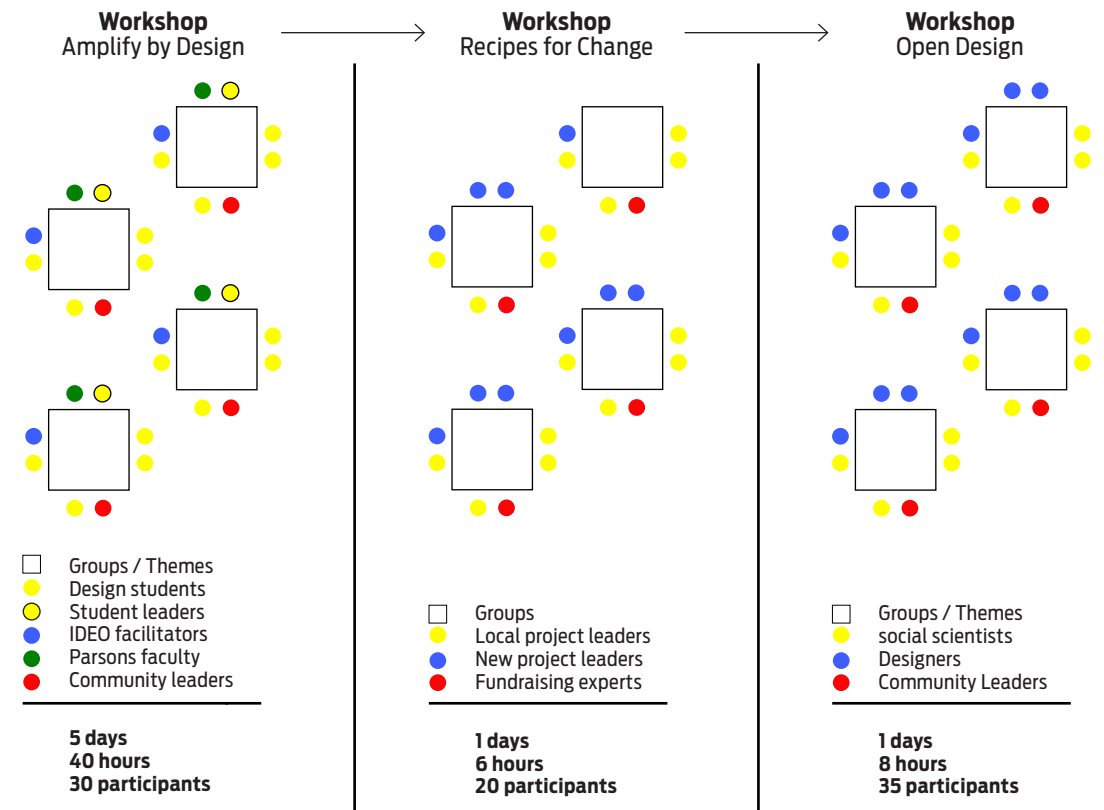 Workshop
Amplify by Design
Workshop
Recipes for Change
Workshop
Open Design
Groups / Themes
Design students
Student leaders
IDEO facilitators
Parsons faculty
Community leaders
5 days
40 hours
30 participants
Groups
Local project leaders
New project leaders
Fundraising experts
1 days
6 hours
20 participants
Groups / Themes
social scientists
Designers
Community Leaders
1 days
8 hours
35 participants